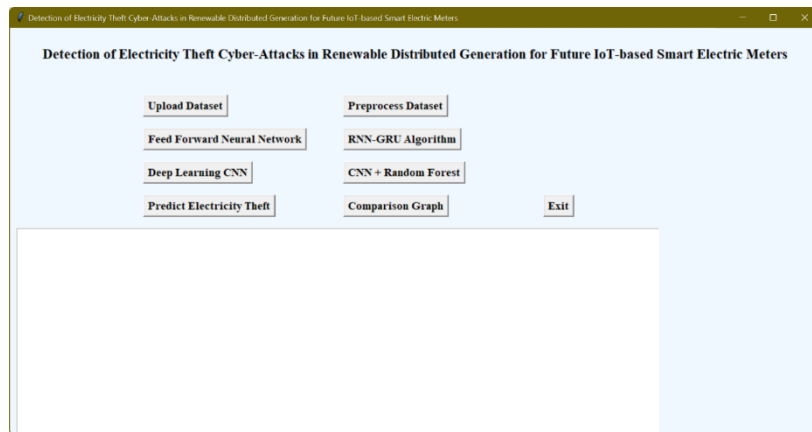 Detection of Electricity Theft Cyber-Attacks in Renewable Distributed Generation for Future IoT-based Smart Electric Meters
Detection of Electricity Theft Cyber-Attacks in Renewable Distributed Generation for Future IoT-based Smart Electric Meters
Upload Dataset Preprocess Dataset
Feed Forward Neural Network RNN-GRU Algorithm
Deep Learning CNN CNN + Random Forest
Predict Electricity Theft Comparison Graph Exit